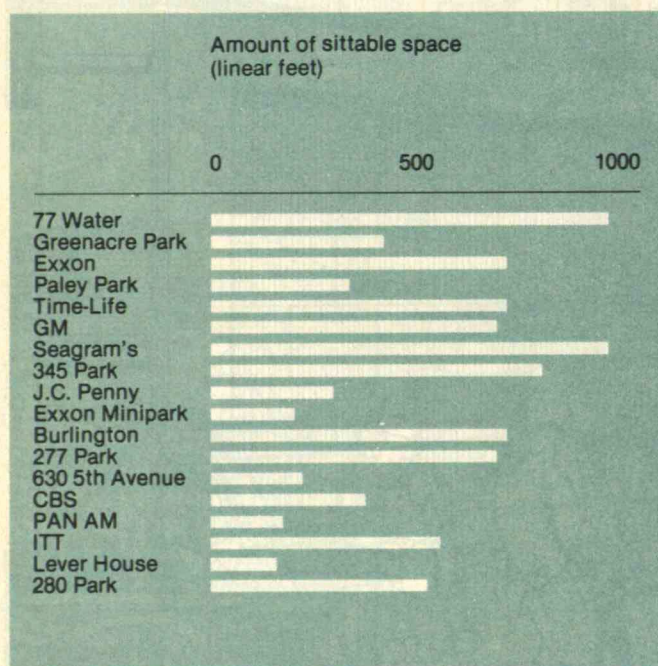 Amount of sittable space
(linear feet)
0 500 1000
77 Water
Greenacre Park
Exxon
Paley Park
Time-Life
GM
Seagram's
345 Park
J.C. Penny
Exxon Minipark
Burlington
277 Park
630 5th Avenue
CBS
PAN AM
ITT
Lever House
280 Park